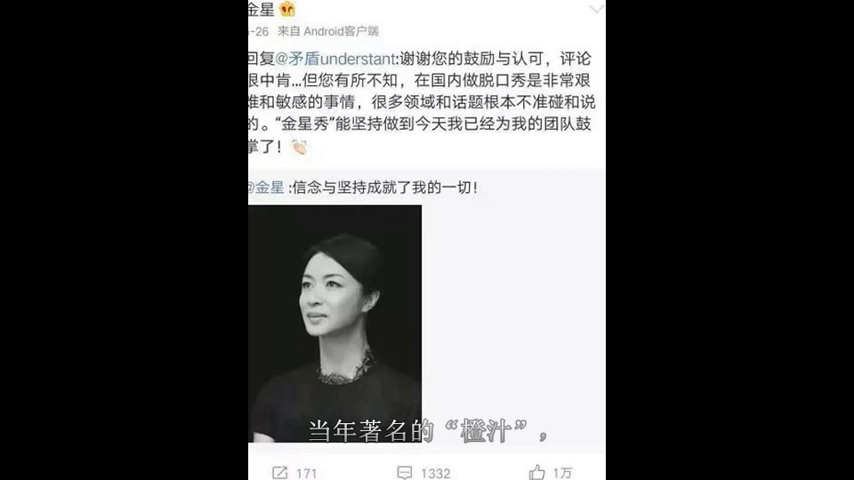 金星
-26 来自 Android客户端
回复@矛盾understant:谢谢您的鼓励与认可，评论
很中肯...但您有所不知，在国内做脱口秀是非常艰
难和敏感的事情，很多领域和话题根本不准碰和说
的。“金星秀”能坚持做到今天我已经为我的团队鼓
掌了！
@金星 :信念与坚持成就了我的一切！
当年著名的“橙汁”，
171 1332 1万